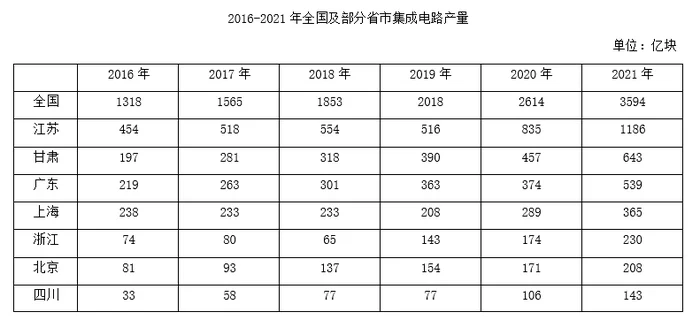 2016-2021 年全国及部分省市集成电路产量
单位：亿块
2016 年 2017 年 2018 年 2019 年 2020 年 2021 年
全国 1318 1565 1853 2018 2614 3594
江苏 454 518 554 516 835 1186
甘肃 197 281 318 390 457 643
广东 219 263 301 363 374 539
上海 238 233 233 208 289 365
浙江 74 80 65 143 174 230
北京 81 93 137 154 171 208
四川 33 58 77 77 106 143